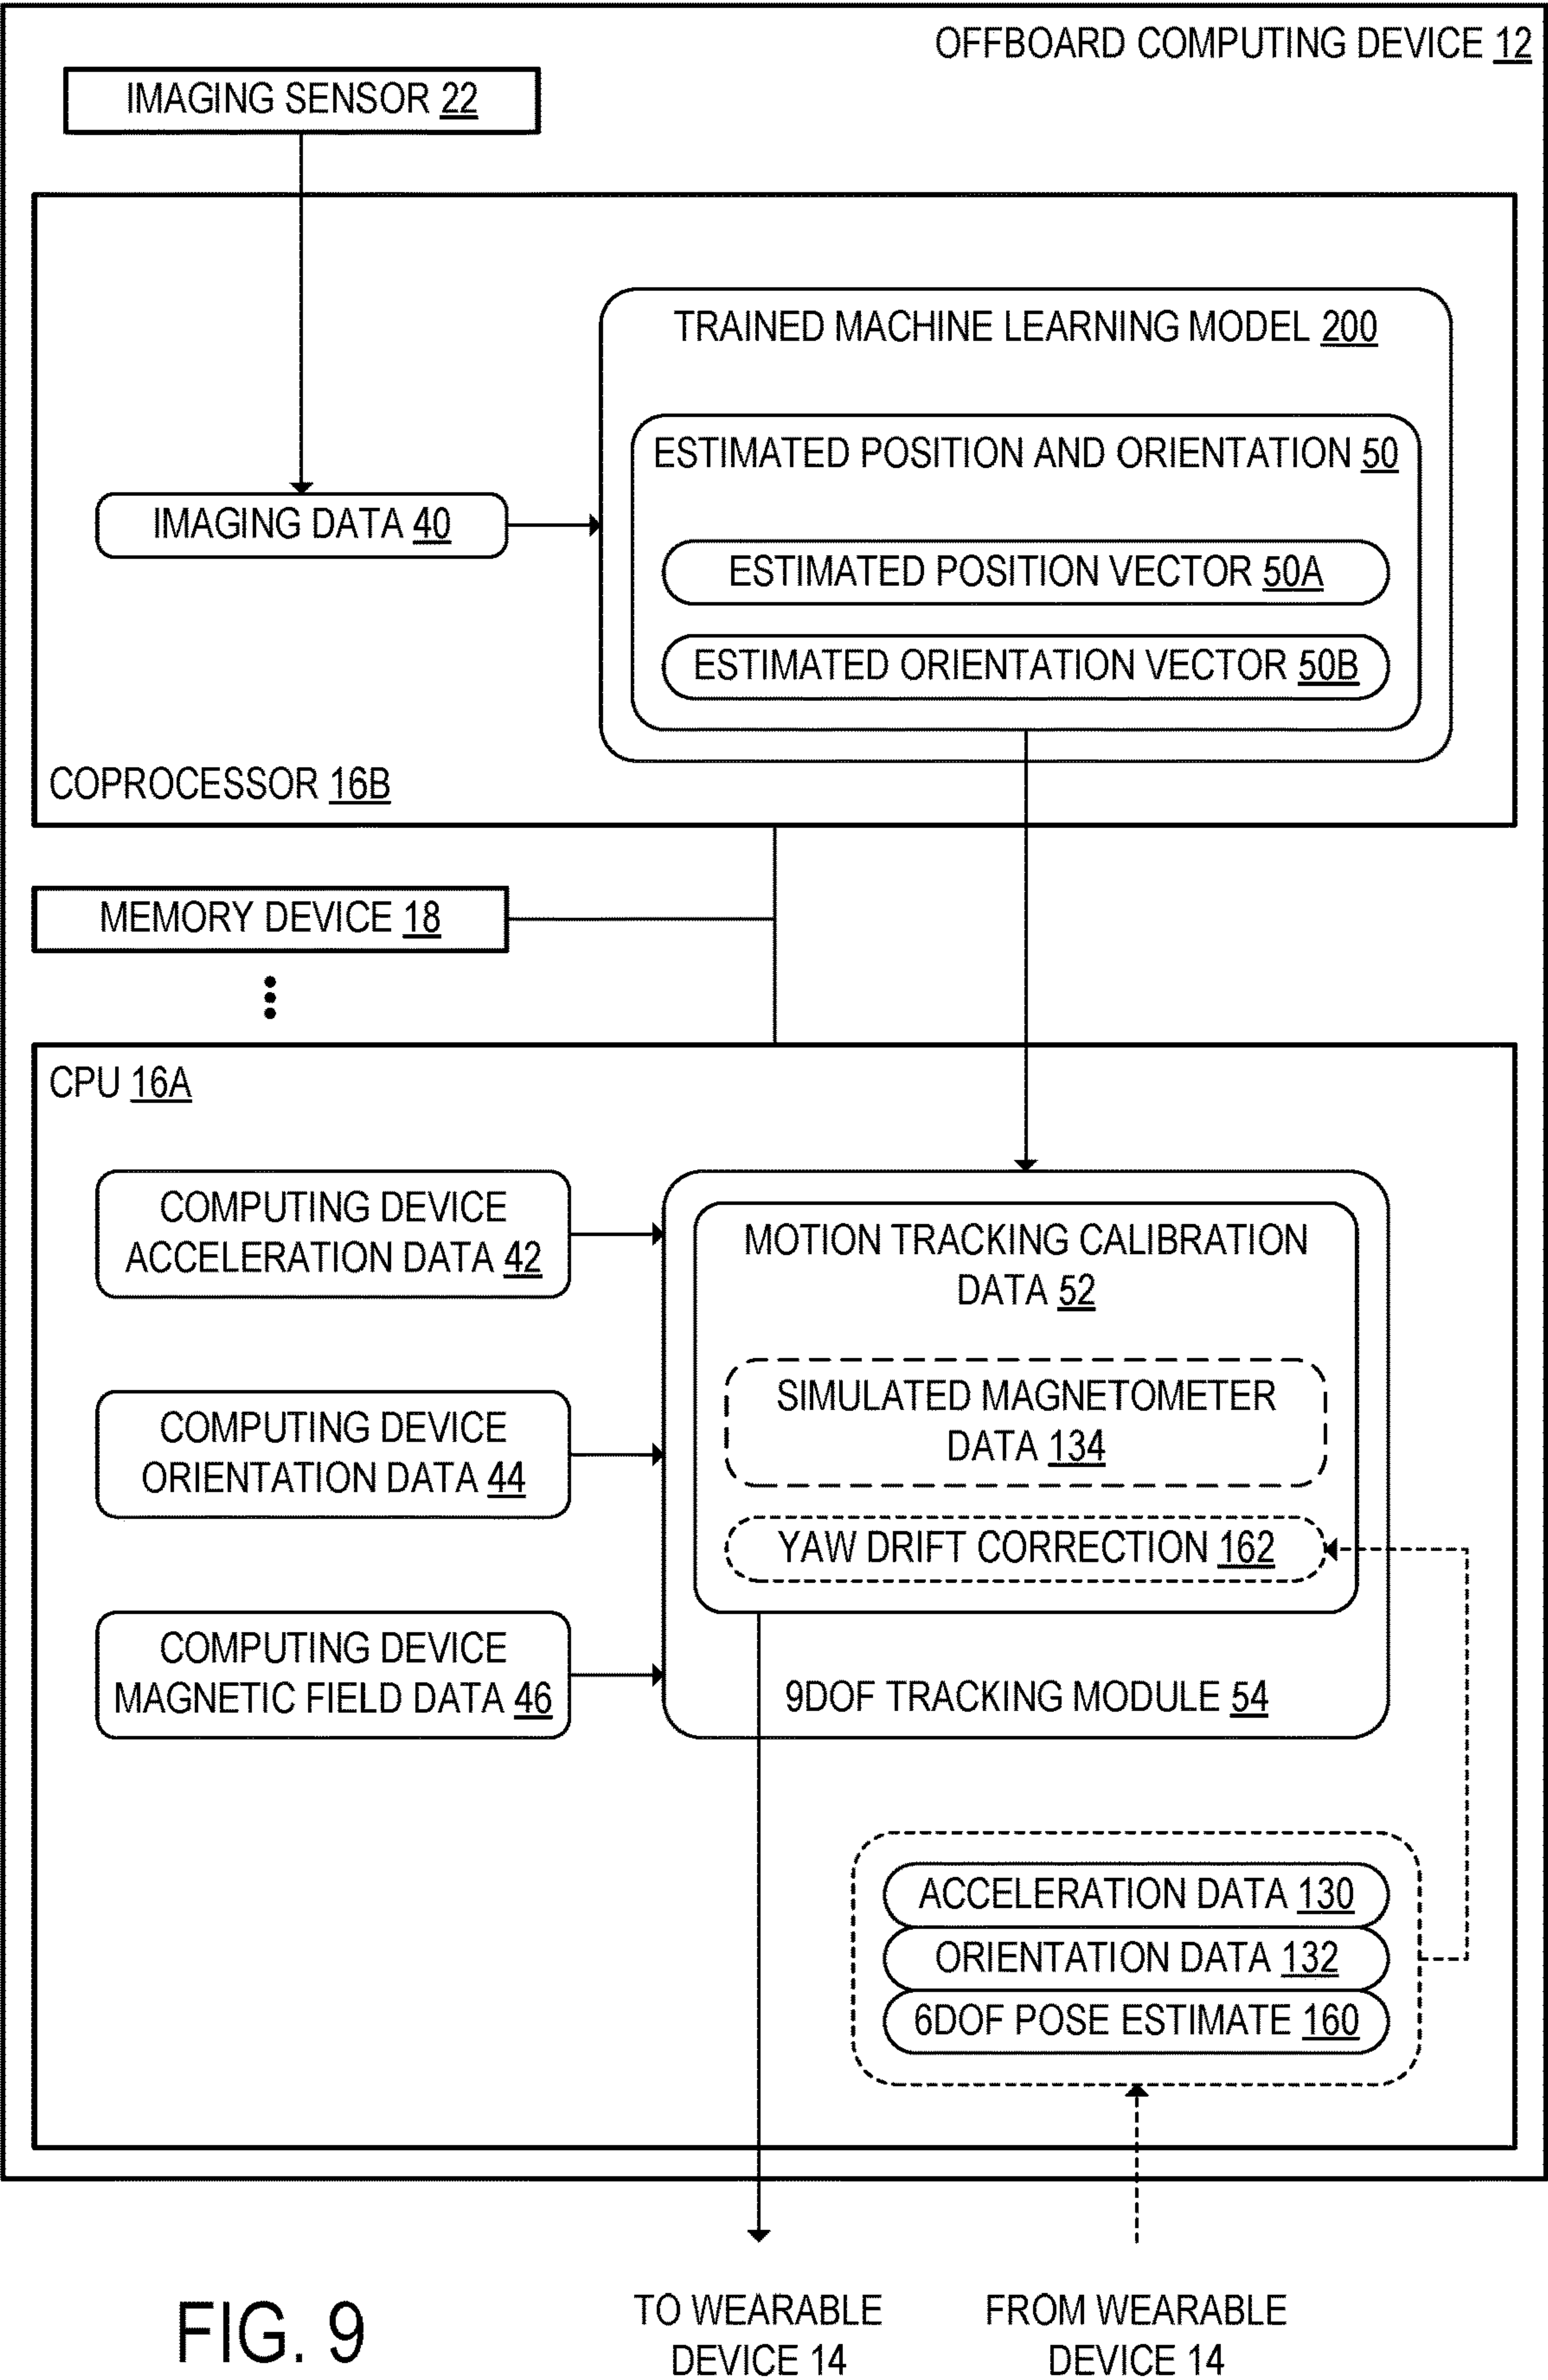 OFFBOARD COMPUTING DEVICE 12
IMAGING SENSOR 22
TRAINED MACHINE LEARNING MODEL 200
ESTIMATED POSITION AND ORIENTATION 50
IMAGING DATA 40
ESTIMATED POSITION VECTOR 50A
ESTIMATED ORIENTATION VECTOR 50B
COPROCESSOR 16B
MEMORY DEVICE 18
CPU 16A
COMPUTING DEVICE
ACCELERATION DATA 42
MOTION TRACKING CALIBRATION
DATA 52
SIMULATED MAGNETOMETER
DATA 134
COMPUTING DEVICE
ORIENTATION DATA 44
YAW DRIFT CORRECTION 162
COMPUTING DEVICE
MAGNETIC FIELD DATA 46
9DOF TRACKING MODULE 54
ACCELERATION DATA 130
ORIENTATION DATA 132
6DOF POSE ESTIMATE 160
TO WEARABLE
DEVICE 14
FROM WEARABLE
DEVICE 14
FIG. 9